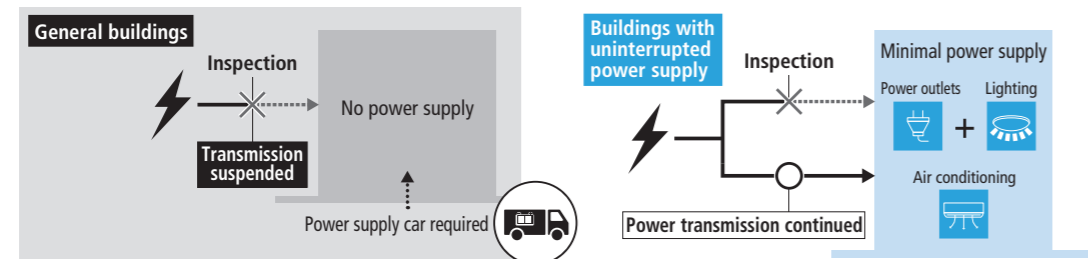 General buildings
Inspection
No power supply
Transmission
suspended
Power supply car required
Buildings with
uninterrupted
power supply
Inspection
Minimal power supply
Power outlets
Lighting
+
Air conditioning
Power transmission continued